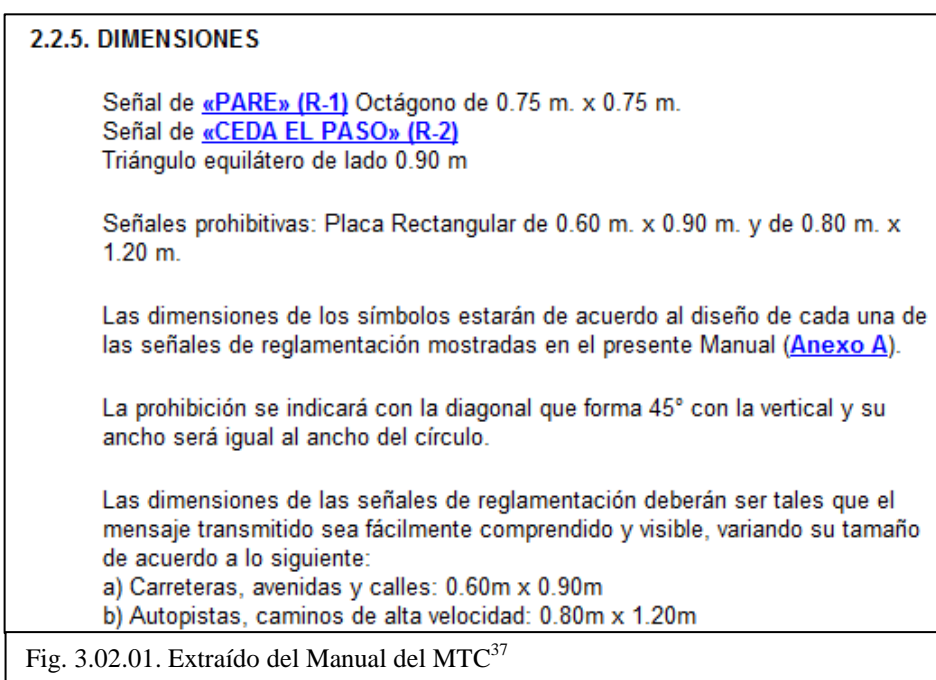 2.2.5. DIMENSIONES
Señal de «PARE» (R-1) Octágono de 0.75 m. x 0.75 m.
Señal de «CEDA EL PASO» (R-2)
Triángulo equilátero de lado 0.90 m
Señales prohibitivas: Placa Rectangular de 0.60 m. x 0.90 m. y de 0.80 m. x
1.20 m.
Las dimensiones de los símbolos estarán de acuerdo al diseño de cada una de
las señales de reglamentación mostradas en el presente Manual (Anexo A).
La prohibición se indicará con la diagonal que forma 45° con la vertical y su
ancho será igual al ancho del círculo.
Las dimensiones de las señales de reglamentación deberán ser tales que el
mensaje transmitido sea fácilmente comprendido y visible, variando su tamaño
de acuerdo a lo siguiente:
a) Carreteras, avenidas y calles: 0.60m x 0.90m
b) Autopistas, caminos de alta velocidad: 0.80m x 1.20m
Fig. 3.02.01. Extraído del Manual del MTC37